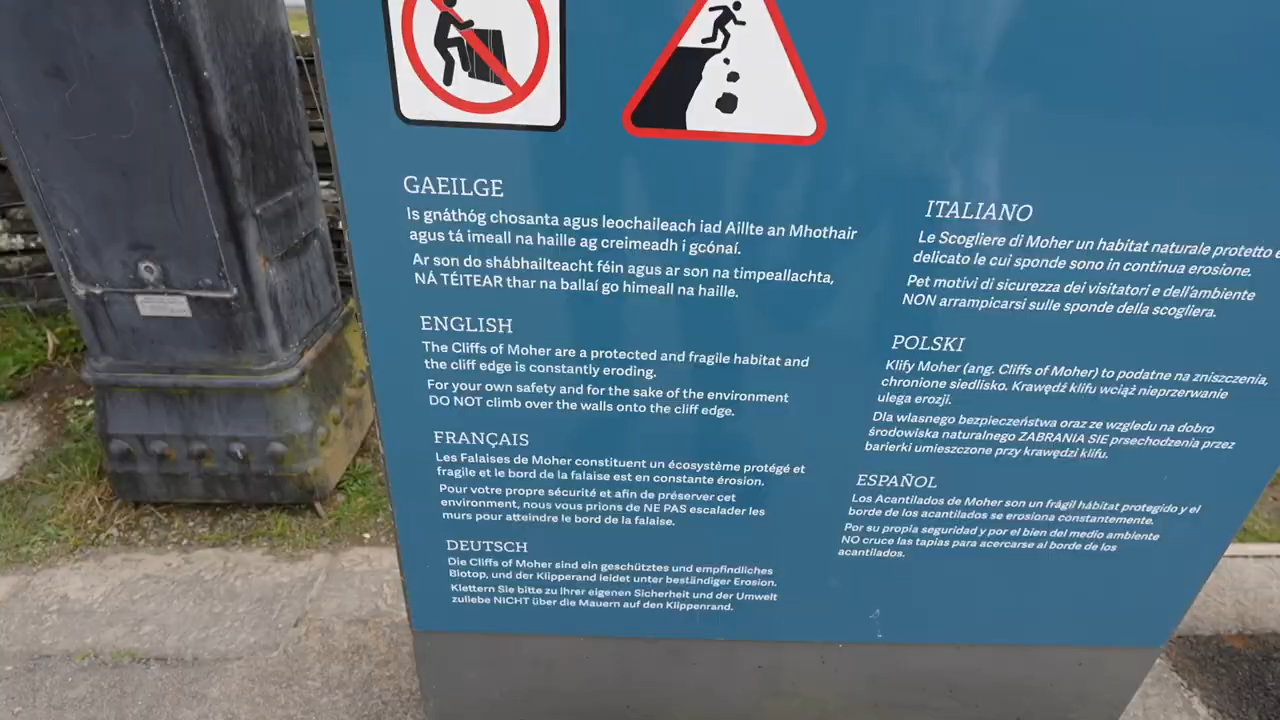 GAEILGE
Is gnáthóg chosanta agus leochaileach iad Aillte an Mhothair
agus tá imeall na haille ag creimeadh i gcónaí.
Ar son do shábhailteacht féin agus ar son na timpeallachta,
NÁ TÉITEAR thar na ballaí go himeall na haille.
ENGLISH
The Cliffs of Moher are a protected and fragile habitat and
the cliff edge is constantly eroding.
For your own safety and for the sake of the environment
DO NOT climb over the walls onto the cliff edge.
FRANÇAIS
Les Falaises de Moher constituent un écosystème protégé et
fragile et le bord de la falaise est en constante érosion.
Pour votre propre sécurité et afin de préserver cet
environment, nous vous prions de NE PAS escalader les
murs pour atteindre le bord de la falaise.
DEUTSCH
Die Cliffs of Moher sind ein geschütztes und empfindliches
Biotop, und der Klipperand leidet unter beständiger Erosion.
Klettern Sie bitte zu Ihrer eigenen Sicherheit und der Umwelt
zuliebe NICHT über die Mauern auf den Klippenrand.
ITALIANO
Le Scogliere di Moher un habitat naturale protetto e
delicato le cui sponde sono in continua erosione.
Pet motivi di sicurezza dei visitatori e dell'ambiente
NON arrampicarsi sulle sponde della scogliera.
POLSKI
Klify Moher (ang. Cliffs of Moher) to podatne na zniszczenia,
chronione siedlisko. Krawędź klifu wciąż nieprzerwanie
ulega erozji.
Dla wlasnego bezpieczeństwa oraz ze wzgledu na dobro
środowiska naturalnego ZABRANIA SIE przechodzenia przez
barierki umieszczone przy krawędzi klifu.
ESPAÑOL
Los Acantilados de Moher son un frágil hábitat protegido y el
borde de los acantilados se erosiona constantemente.
Por su propia seguridad y por el bien del medio ambiente
NO cruce las tapias para acercarse al borde de los
acantilados.